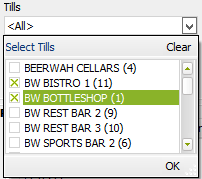 Tills
<All>
Select Tills Clear
BEERWAH CELLARS (4)
BW BISTRO 1 (11)
BW BOTTLESHOP (1)
BW REST BAR 2 (9)
BW REST BAR 3 (10)
BW SPORTS BAR 2 (6)
OK